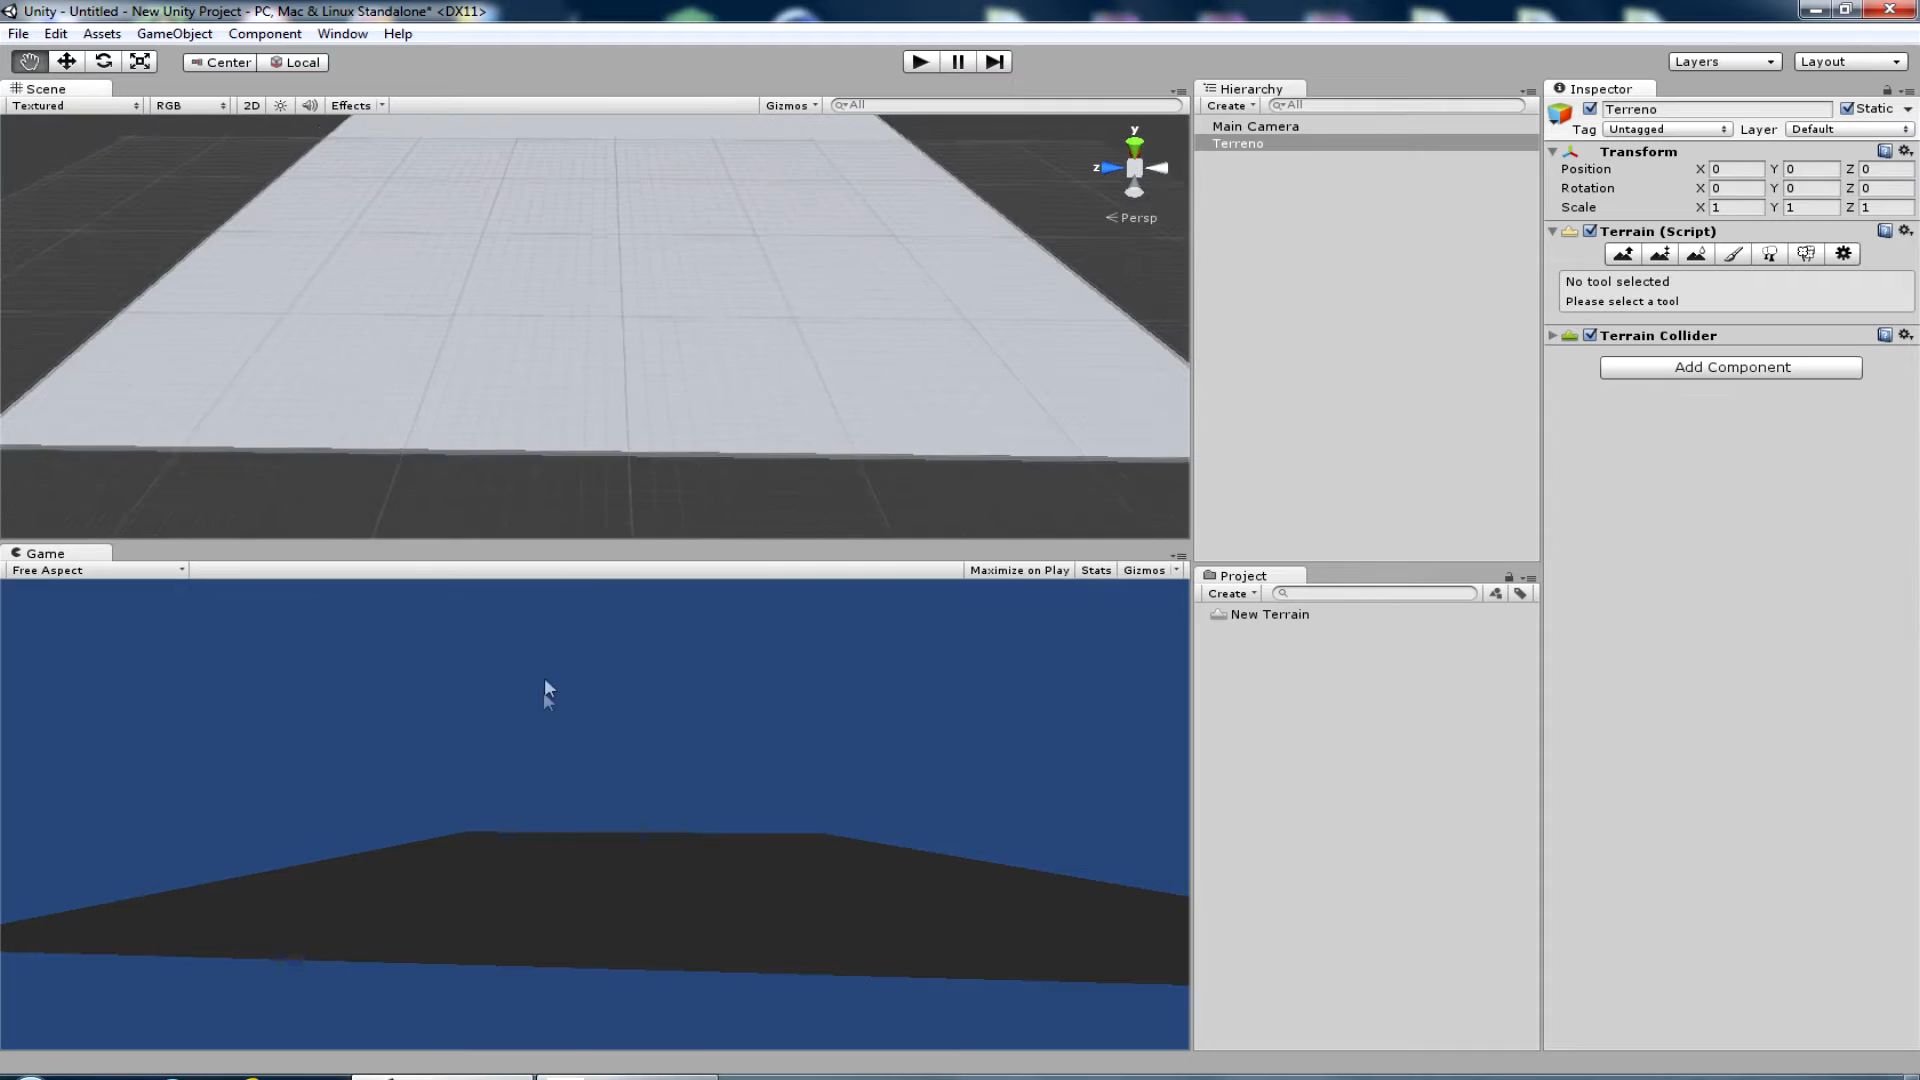 Unity - Untitled - New Unity Project - PC, Mac & Linux Standalone* <DX11>
File Edit Assets GameObject Component Window Help
Center Local Layers Layout
Scene
Textured RGB 2D Effects Gizmos All
y
z
Persp
Game
Free Aspect Maximize on Play Stats Gizmos
Hierarchy
Create All
Main Camera
Terreno
Project
Create
New Terrain
Inspector
Terreno Static
Tag Untagged Layer Default
Transform
Position X 0 Y 0 Z 0
Rotation X 0 Y 0 Z 0
Scale X 1 Y 1 Z 1
Terrain (Script)
No tool selected
Please select a tool
Terrain Collider
Add Component